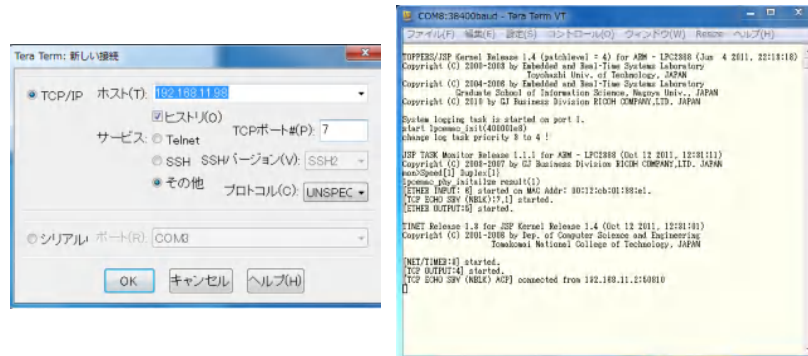 Tera Term: 新しい接続
TCP/IP
ホスト(T): 192.168.11.98
ヒストリ(O)
サービス: Telnet
TCPポート#(P): 7
SSH SSHバージョン(V): SSH2
その他
プロトコル(C): UNSPEC
シリアル ポート(R): COM3
OK キャンセル ヘルプ(H)
COM8:38400baud - Tera Term VT
ファイル(F) 編集(E) 設定(S) コントロール(O) ウィンドウ(W) Resize ヘルプ(H)
TOPPERS/JSP Kernel Release 1.4 (patchlevel = 4) for ARM - LPC2388 (Jun 4 2011, 22:18:18)
Copyright (C) 2000-2003 by Embedded and Real-Time Systems Laboratory
Toyohashi Univ. of Technology, JAPAN
Copyright (C) 2004-2006 by Embedded and Real-Time Systems Laboratory
Graduate School of Information Science, Nagoya Univ., JAPAN
Copyright (C) 2010 by GJ Business Division RICOH COMPANY,LTD. JAPAN
System logging task is started on port 1.
change log task priority 3 to 4 !
JSP TASK Monitor Release 1.1.1 for ARM - LPC2388 (Oct 12 2011, 12:31:11)
Copyright (C) 2003-2007 by GJ Business Division RICOH COMPANY,LTD. JAPAN
mon>Speed[1] Duplex[1]
[ETHER INPUT: 6] started on MAC Addr: 00:12:cb:01:38:e1.
[TCP ECHO SRV (NBLK):7,1] started.
[ETHER OUTPUT:5] started.
TINET Release 1.3 for JSP Kernel Release 1.4 (Oct 12 2011, 12:31:01)
Copyright (C) 2001-2006 by Dep. of Computer Science and Engineering
Tomakomai National College of Technology, JAPAN
[NET/TIMER:3] started.
[TCP OUTPUT:4] started.
[TCP ECHO SRV (NBLK) ACP] connected from 192.168.11.2:50810